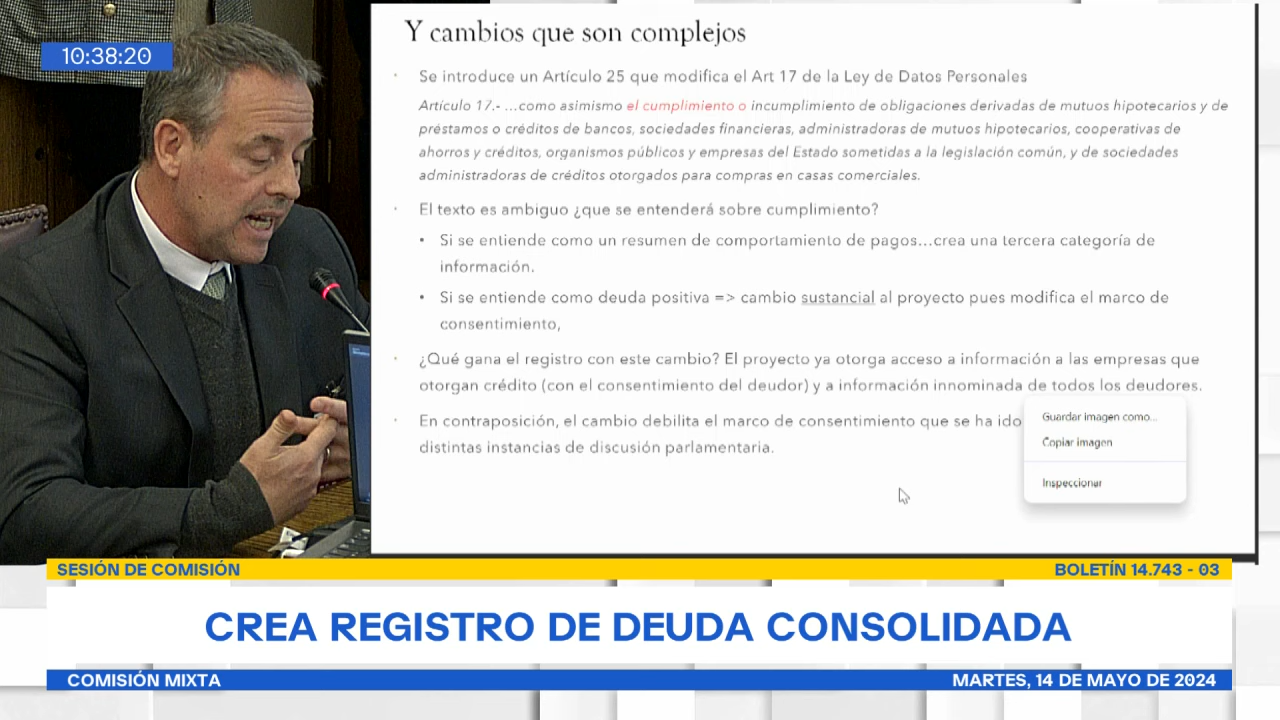 10:38:20
Y cambios que son complejos
Se introduce un Artículo 25 que modifica el Art 17 de la Ley de Datos Personales
Artículo 17.- ...como asimismo el cumplimiento o incumplimiento de obligaciones derivadas de mutuos hipotecarios y de
préstamos o créditos de bancos, sociedades financieras, administradoras de mutuos hipotecarios, cooperativas de
ahorros y créditos, organismos públicos y empresas del Estado sometidas a la legislación común, y de sociedades
administradoras de créditos otorgados para compras en casas comerciales.
El texto es ambiguo ¿que se entenderá sobre cumplimiento?
• Si se entiende como un resumen de comportamiento de pagos...crea una tercera categoría de
información.
• Si se entiende como deuda positiva => cambio sustancial al proyecto pues modifica el marco de
consentimiento,
¿Qué gana el registro con este cambio? El proyecto ya otorga acceso a información a las empresas que
otorgan crédito (con el consentimiento del deudor) y a información innominada de todos los deudores.
En contraposición, el cambio debilita el marco de consentimiento que se ha ido
distintas instancias de discusión parlamentaria.
Guardar imagen como...
Copiar imagen
Inspeccionar
SESIÓN DE COMISIÓN
BOLETÍN 14.743 - 03
CREA REGISTRO DE DEUDA CONSOLIDADA
COMISIÓN MIXTA
MARTES, 14 DE MAYO DE 2024